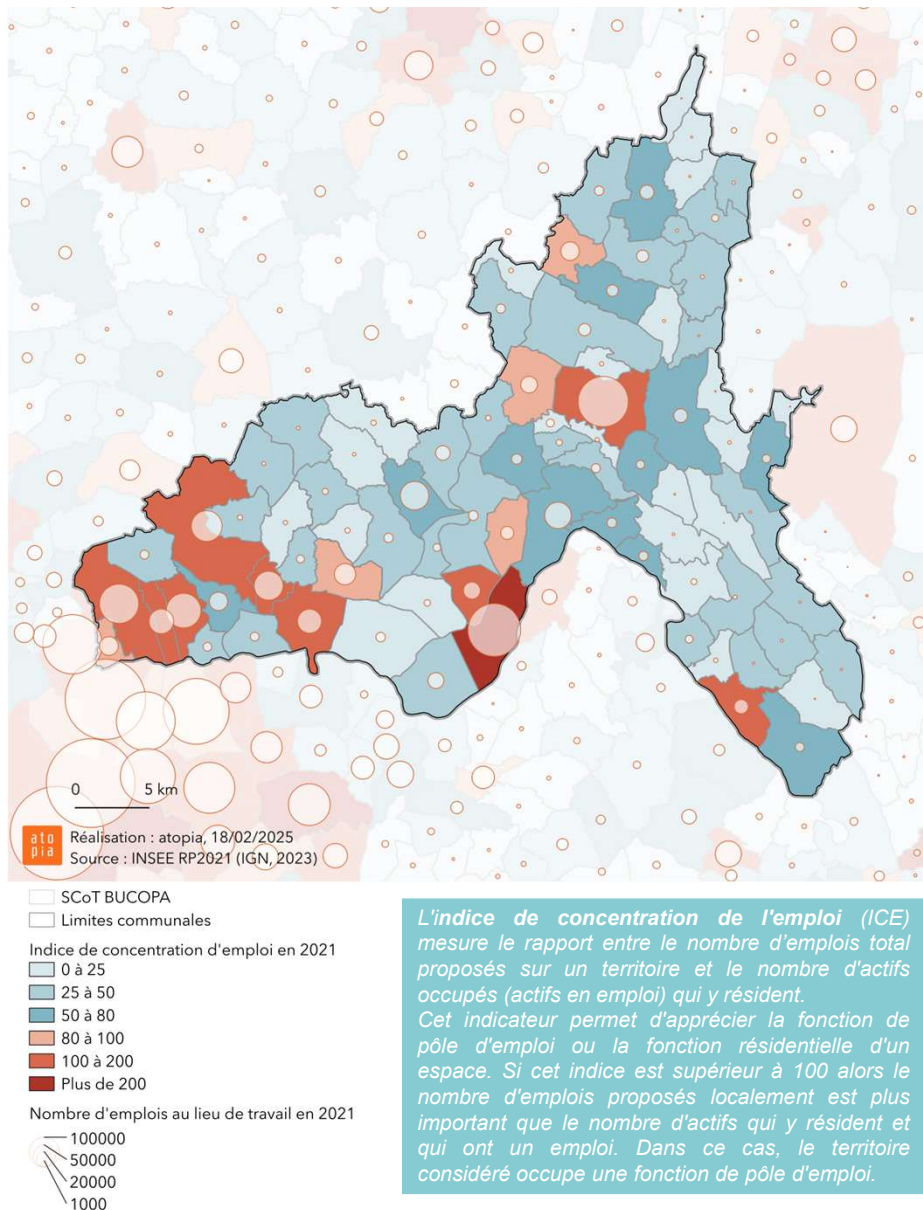 0 5 km
ato
pia
Réalisation : atopia, 18/02/2025
Source : INSEE RP2021 (IGN, 2023)
SCoT BUCOPA
Limites communales
Indice de concentration d'emploi en 2021
0 à 25
25 à 50
50 à 80
80 à 100
100 à 200
Plus de 200
Nombre d'emplois au lieu de travail en 2021
100000
50000
20000
1000
L'indice de concentration de l'emploi (ICE)
mesure le rapport entre le nombre d'emplois total
proposés sur un territoire et le nombre d'actifs
occupés (actifs en emploi) qui y résident.
Cet indicateur permet d'apprécier la fonction de
pôle d'emploi ou la fonction résidentielle d'un
espace. Si cet indice est supérieur à 100 alors le
nombre d'emplois proposés localement est plus
important que le nombre d'actifs qui y résident et
qui ont un emploi. Dans ce cas, le territoire
considéré occupe une fonction de pôle d'emploi.